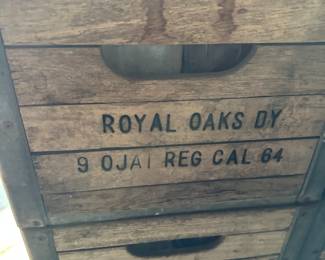 ROYAL OAKS DY
9 OJAI REG CAL 64